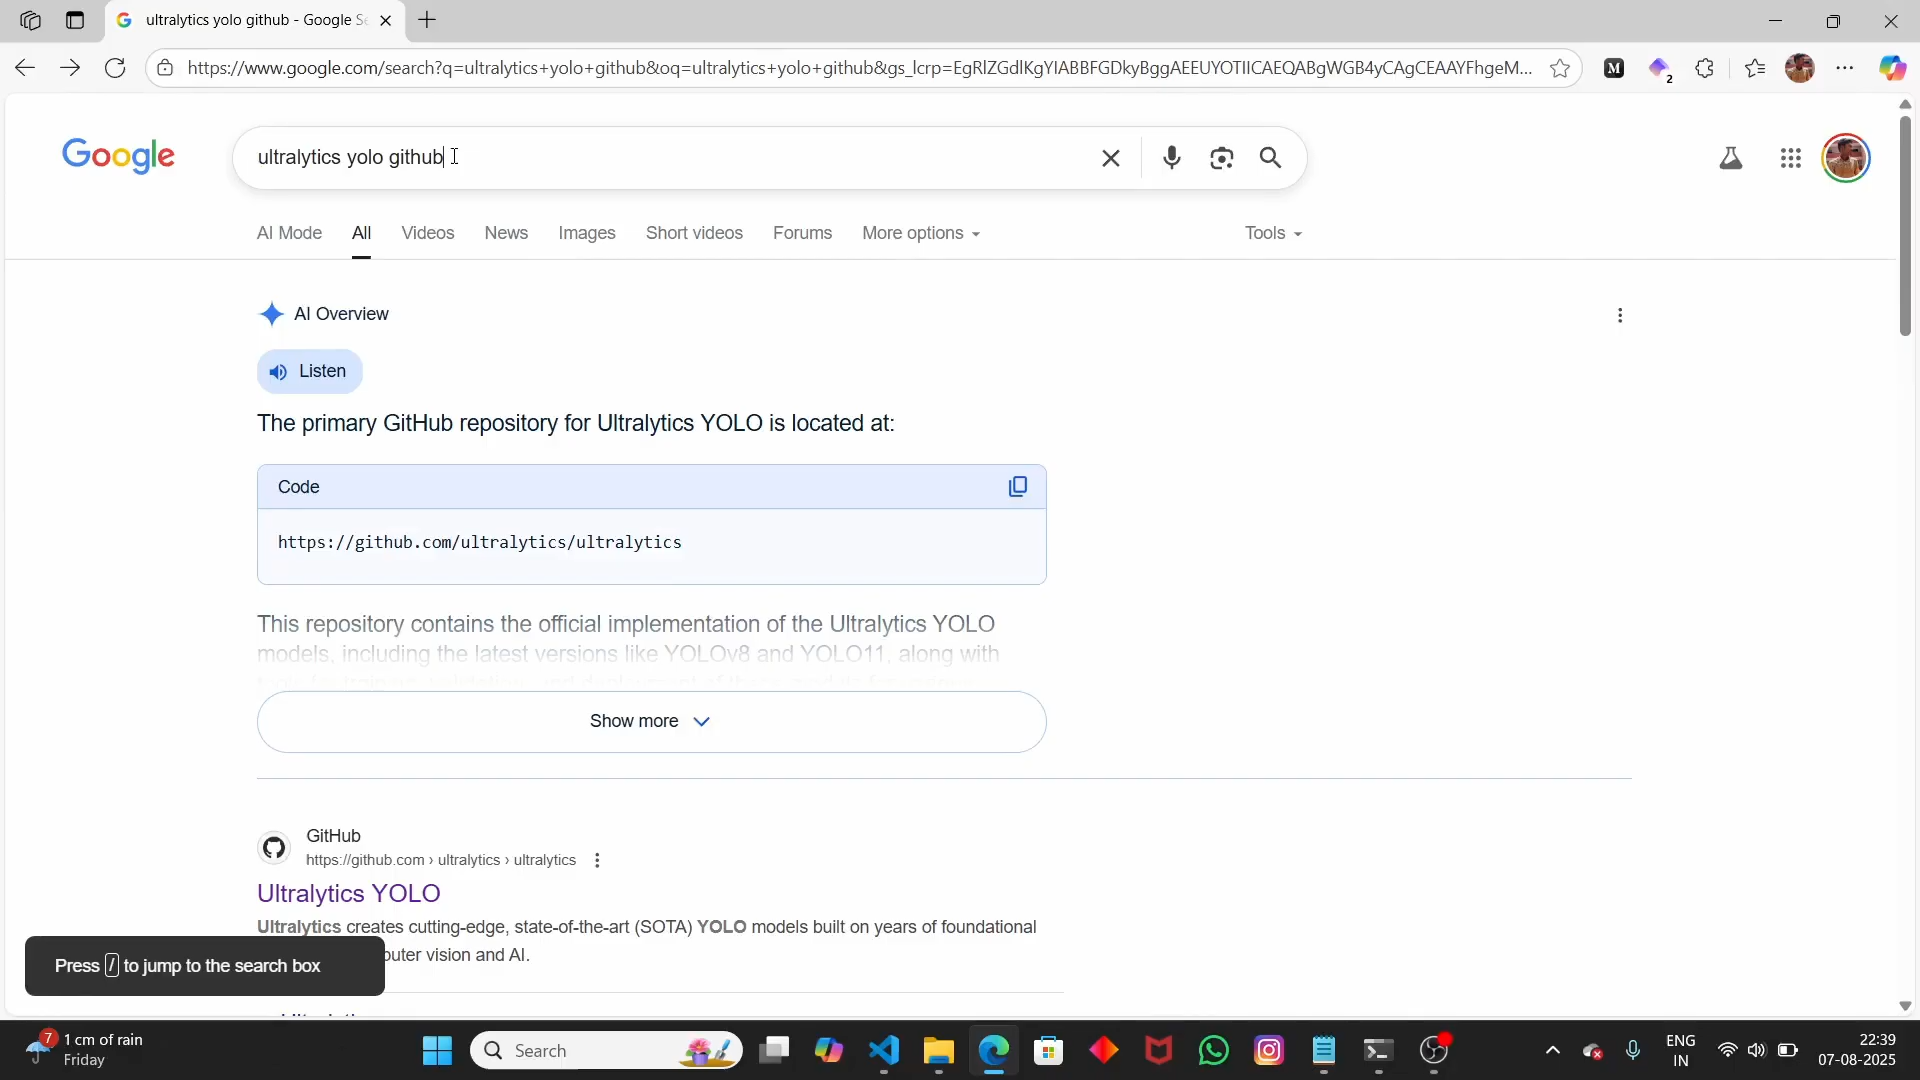 ultralytics yolo github - Google Se
https://www.google.com/search?q=ultralytics+yolo+github&oq=ultralytics+yolo+github&gs_lcrp=EgRlZGdlKgYIABBFGDkyBggAEEUYOTIICAEQABgWGB4yCAgCEAAYFhgeM...
M
2
Google
ultralytics yolo github
AI Mode
All
Videos
News
Images
Short videos
Forums
More options
Tools
AI Overview
Listen
The primary GitHub repository for Ultralytics YOLO is located at:
Code
https://github.com/ultralytics/ultralytics
This repository contains the official implementation of the Ultralytics YOLO
models, including the latest versions like YOLOv8 and YOLO11, along with
Show more
GitHub
https://github.com › ultralytics › ultralytics
Ultralytics YOLO
Ultralytics creates cutting-edge, state-of-the-art (SOTA) YOLO models built on years of foundational
puter vision and AI.
Press / to jump to the search box
7
1 cm of rain
Friday
Search
ENG
IN
22:39
07-08-2025